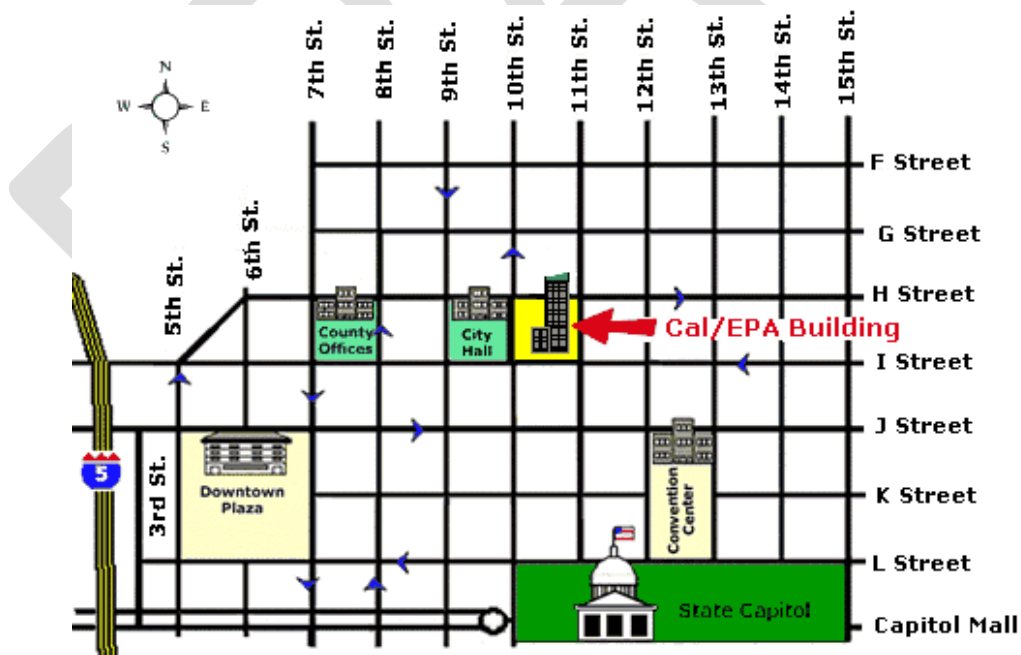 7th St.
8th St.
9th St.
10th St.
11th St.
12th St.
13th St.
14th St.
15th St.
N
W
E
S
F Street
G Street
5th St.
6th St.
H Street
County
Offices
City
Hall
Cal/EPA Building
I Street
J Street
5
3rd St.
Downtown
Plaza
Convention
Center
K Street
L Street
State Capitol
Capitol Mall